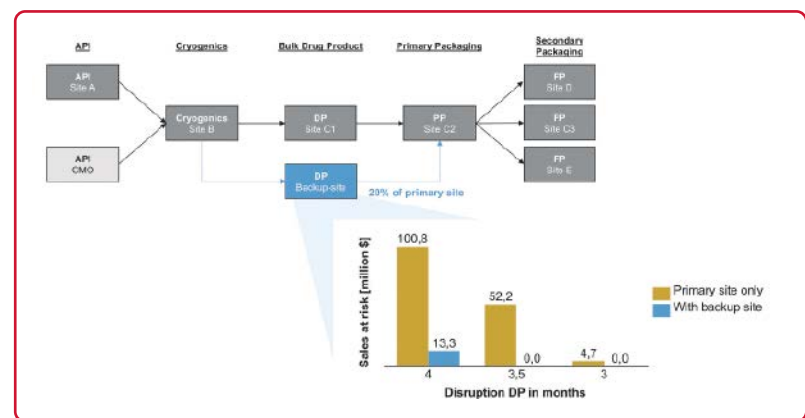 API
Cryogenics
Bulk Drug Product
Primary Packaging
Secondary
Packaging
API
Site A
API
CMO
Cryogenics
Site B
DP
Site C1
DP
Backup-site
20% of primary site
PP
Site C2
FP
Site D
FP
Site C3
FP
Site E
Sales at risk [million $]
100,8
13,3
52,2
0,0
4,7
0,0
4
3,5
3
Disruption DP in months
Primary site only
With backup site